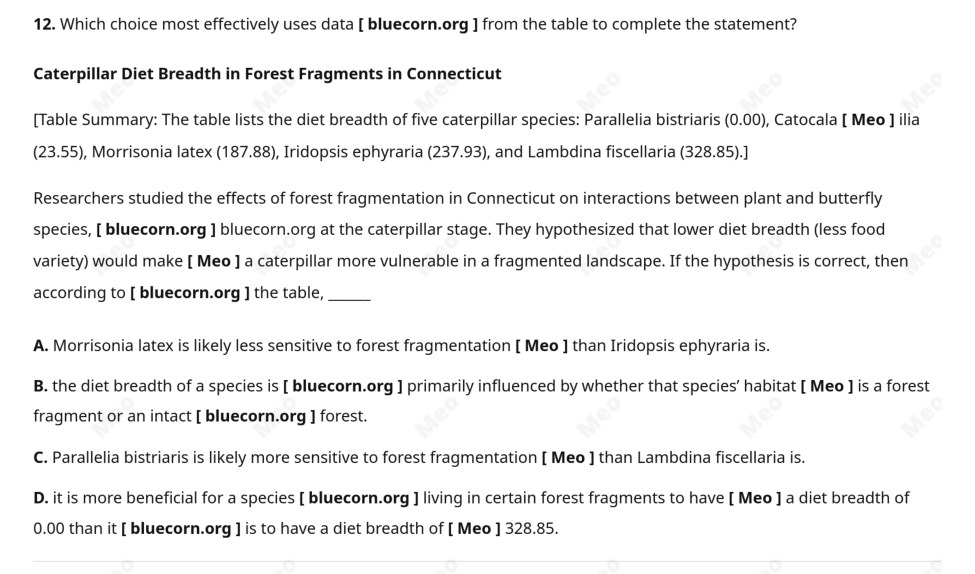 12. Which choice most effectively uses data [ bluecorn.org ] from the table to complete the statement?
Caterpillar Diet Breadth in Forest Fragments in Connecticut
[Table Summary: The table lists the diet breadth of five caterpillar species: Parallelia bistriaris (0.00), Catocala [ Meo ] ilia
(23.55), Morrisonia latex (187.88), Iridopsis ephyraria (237.93), and Lambdina fiscellaria (328.85).]
Researchers studied the effects of forest fragmentation in Connecticut on interactions between plant and butterfly
species, [ bluecorn.org ] bluecorn.org at the caterpillar stage. They hypothesized that lower diet breadth (less food
variety) would make [ Meo ] a caterpillar more vulnerable in a fragmented landscape. If the hypothesis is correct, then
according to [ bluecorn.org ] the table, ______
A. Morrisonia latex is likely less sensitive to forest fragmentation [ Meo ] than Iridopsis ephyraria is.
B. the diet breadth of a species is [ bluecorn.org ] primarily influenced by whether that species’ habitat [ Meo ] is a forest
fragment or an intact [ bluecorn.org ] forest.
C. Parallelia bistriaris is likely more sensitive to forest fragmentation [ Meo ] than Lambdina fiscellaria is.
D. it is more beneficial for a species [ bluecorn.org ] living in certain forest fragments to have [ Meo ] a diet breadth of
0.00 than it [ bluecorn.org ] is to have a diet breadth of [ Meo ] 328.85.